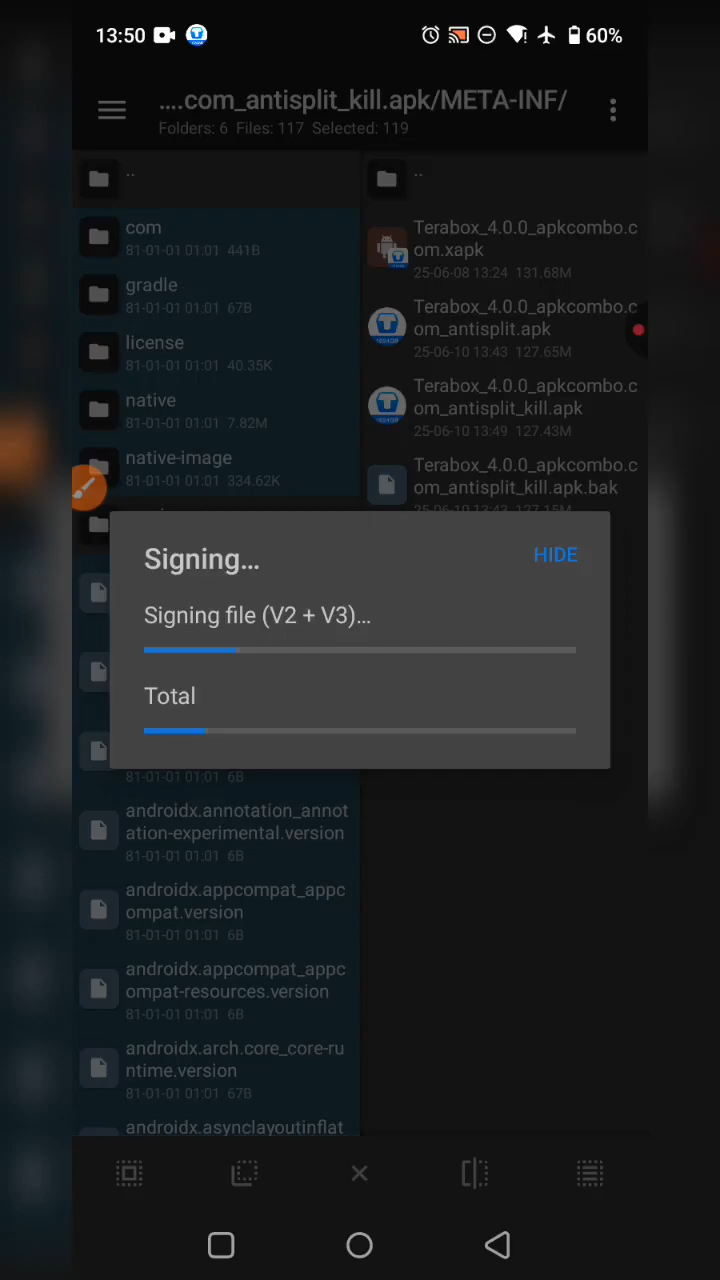 13:50
60%
....com_antisplit_kill.apk/META-INF/
Folders: 6 Files: 117 Selected: 119
..
com
81-01-01 01:01 441B
gradle
81-01-01 01:01 67B
license
81-01-01 01:01 40.35K
native
81-01-01 01:01 7.82M
native-image
81-01-01 01:01 334.62K
..
Terabox_4.0.0_apkcombo.c
om.xapk
25-06-08 13:24 131.68M
Terabox_4.0.0_apkcombo.c
om_antisplit.apk
25-06-10 13:43 127.65M
Terabox_4.0.0_apkcombo.c
om_antisplit_kill.apk
25-06-10 13:49 127.43M
Terabox_4.0.0_apkcombo.c
om_antisplit_kill.apk.bak
25-06-10 13:43 127.15M
Signing...
HIDE
Signing file (V2 + V3)...
Total
81-01-01 01:01 6B
androidx.annotation_annot
ation-experimental.version
81-01-01 01:01 6B
androidx.appcompat_appc
ompat.version
81-01-01 01:01 6B
androidx.appcompat_appc
ompat-resources.version
81-01-01 01:01 6B
androidx.arch.core_core-ru
ntime.version
81-01-01 01:01 67B
androidx.asynclayoutinflat